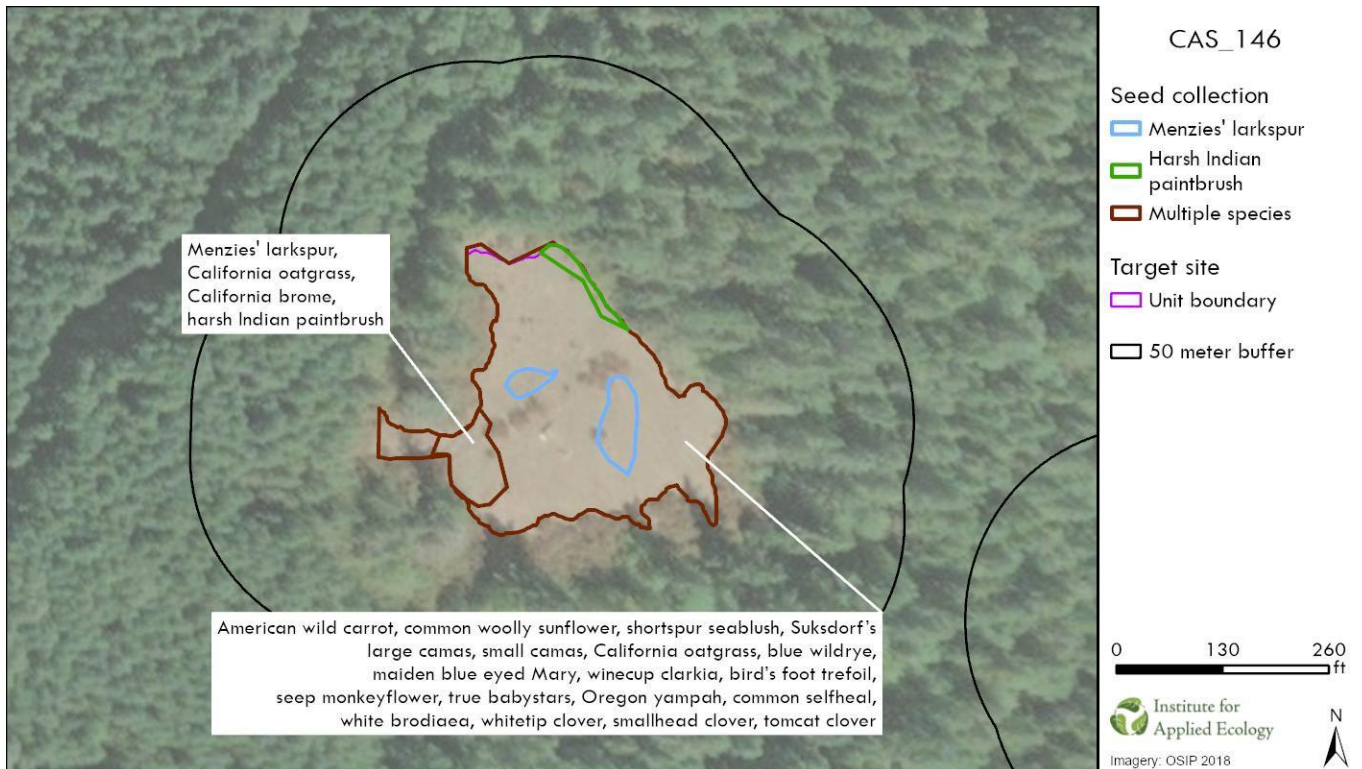 CAS_146
Seed collection
Menzies' larkspur
Harsh Indian
paintbrush
Multiple species
Target site
Unit boundary
50 meter buffer
Menzies' larkspur,
California oatgrass,
California brome,
harsh Indian paintbrush
American wild carrot, common woolly sunflower, shortspur seablush, Suksdorf's
large camas, small camas, California oatgrass, blue wildrye,
maiden blue eyed Mary, winecup clarkia, bird's foot trefoil,
seep monkeyflower, true babystars, Oregon yampah, common selfheal,
white brodiaea, whitetip clover, smallhead clover, tomcat clover
0 130 260
ft
Institute for
Applied Ecology
N
Imagery: OSIP 2018